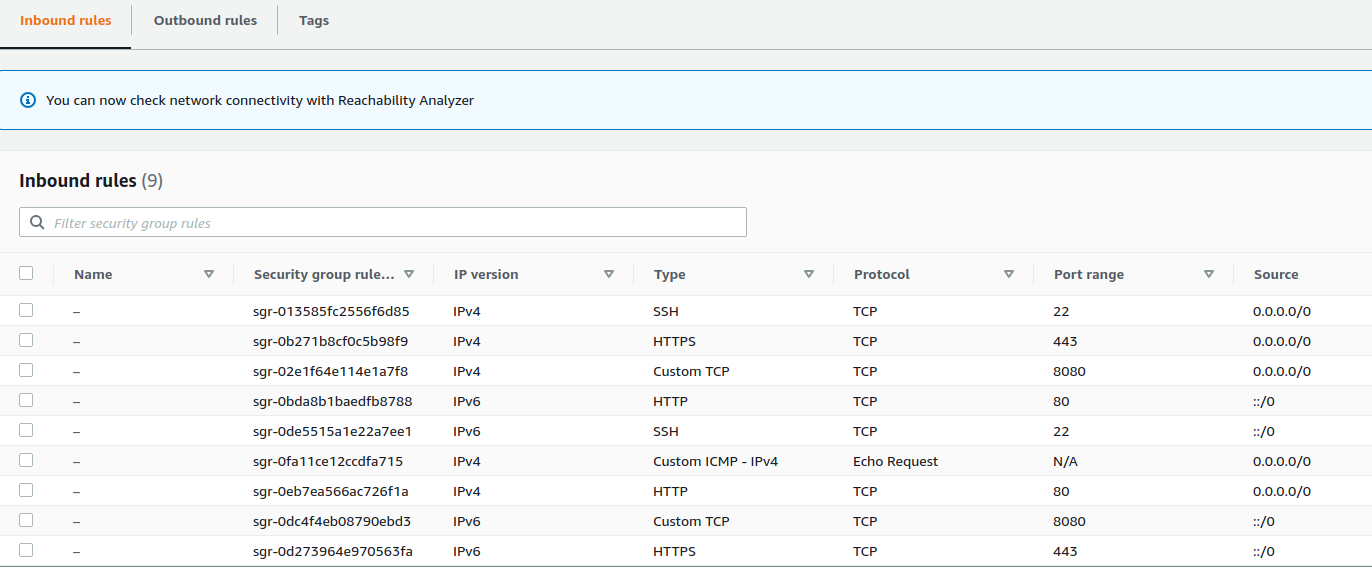 Inbound rules Outbound rules Tags
You can now check network connectivity with Reachability Analyzer
Inbound rules (9)
Filter security group rules
Name Security group rule... IP version Type Protocol Port range Source
– sgr-013585fc2556f6d85 IPv4 SSH TCP 22 0.0.0.0/0
– sgr-0b271b8cf0c5b98f9 IPv4 HTTPS TCP 443 0.0.0.0/0
– sgr-02e1f64e114e1a7f8 IPv4 Custom TCP TCP 8080 0.0.0.0/0
– sgr-0bda8b1baedfb8788 IPv6 HTTP TCP 80 ::/0
– sgr-0de5515a1e22a7ee1 IPv6 SSH TCP 22 ::/0
– sgr-0fa11ce12ccdfa715 IPv4 Custom ICMP - IPv4 Echo Request N/A 0.0.0.0/0
– sgr-0eb7ea566ac726f1a IPv4 HTTP TCP 80 0.0.0.0/0
– sgr-0dc4f4eb08790ebd3 IPv6 Custom TCP TCP 8080 ::/0
– sgr-0d273964e970563fa IPv6 HTTPS TCP 443 ::/0